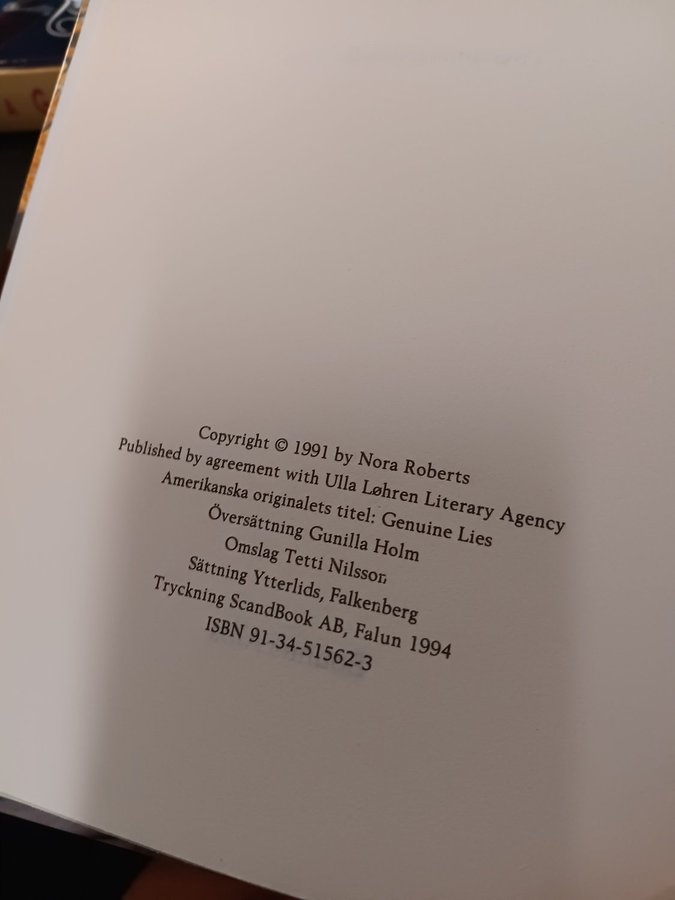 Copyright © 1991 by Nora Roberts
Published by agreement with Ulla Løhren Literary Agency
Amerikanska originalets titel: Genuine Lies
Översättning Gunilla Holm
Omslag Tetti Nilsson
Sättning Ytterlids, Falkenberg
Tryckning ScandBook AB, Falun 1994
ISBN 91-34-51562-3